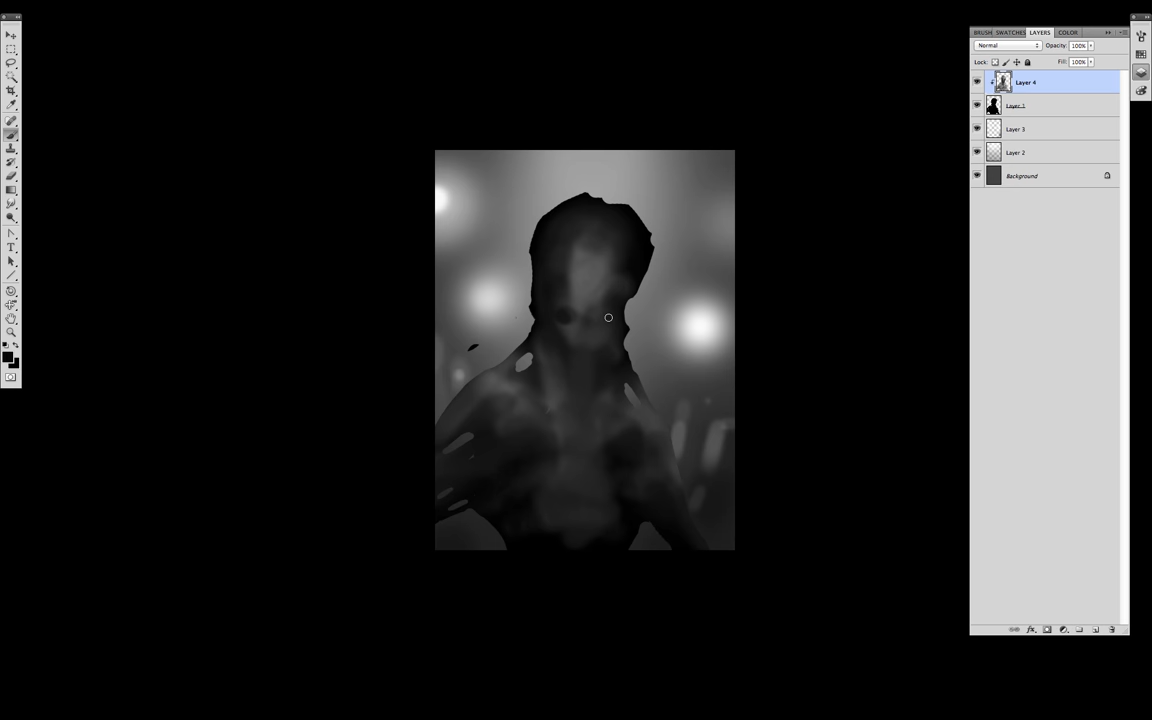 BRUSH SWATCHES LAYERS COLOR
Normal Opacity: 100%
Lock: Fill: 100%
Layer 4
Layer 1
Layer 3
Layer 2
Background